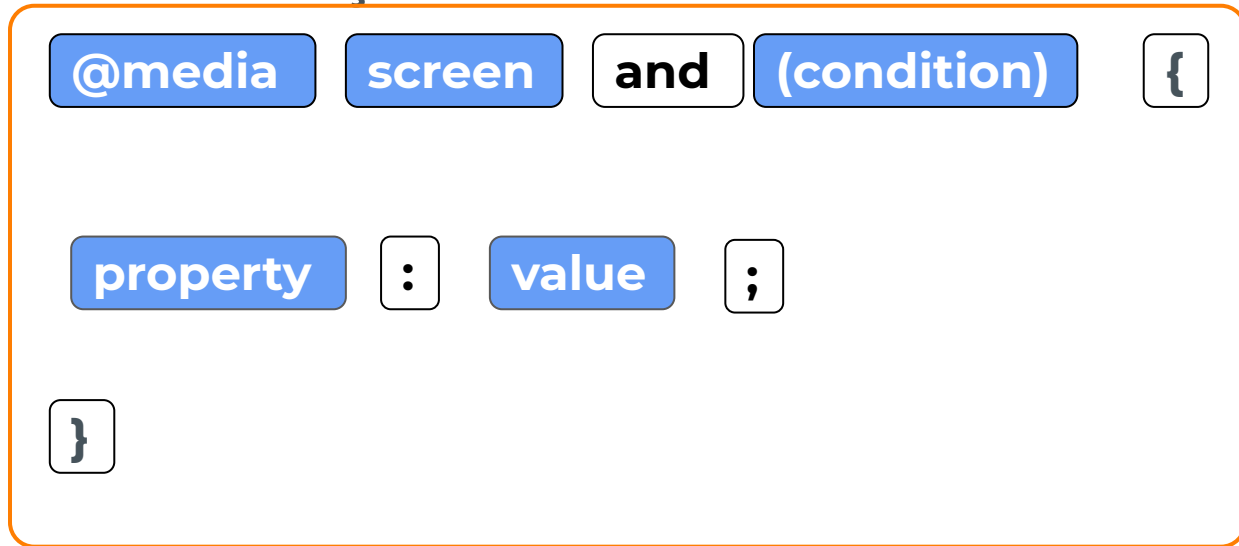 @media screen and (condition) {
property : value ;
}